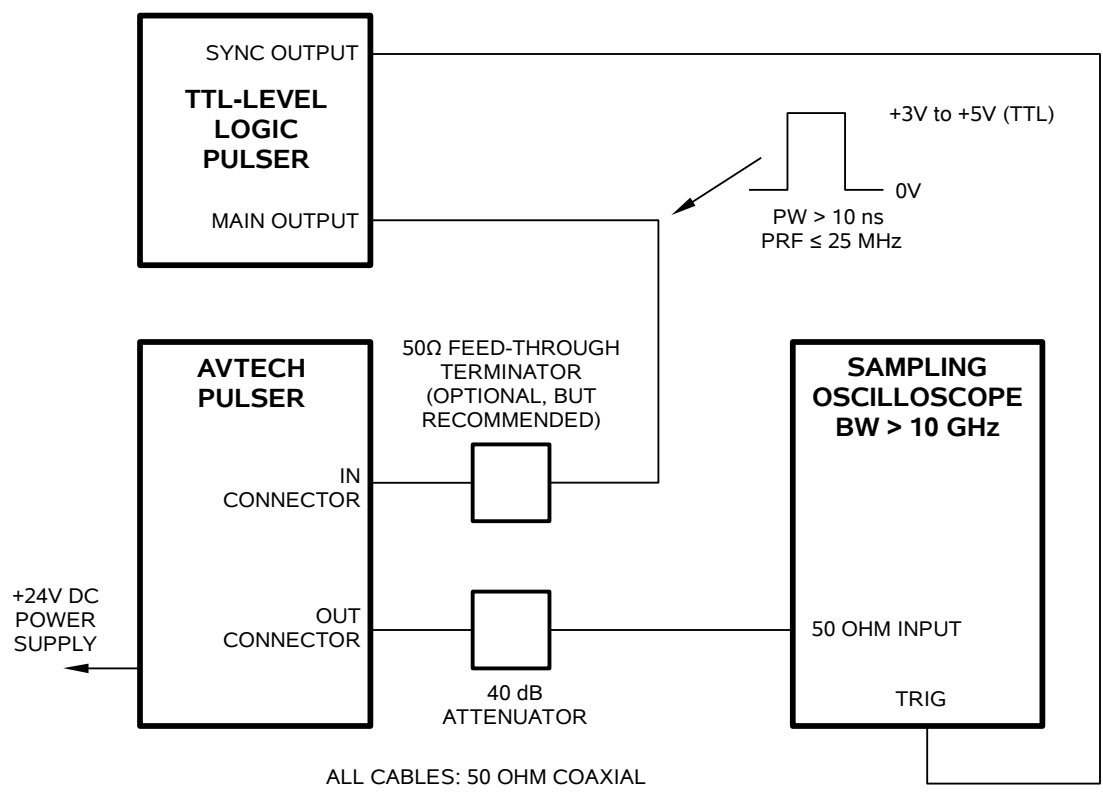 SYNC OUTPUT
TTL-LEVEL
LOGIC
PULSER
MAIN OUTPUT
+3V to +5V (TTL)
0V
PW > 10 ns
PRF ≤ 25 MHz
AVTECH
PULSER
IN
CONNECTOR
OUT
CONNECTOR
+24V DC
POWER
SUPPLY
50Ω FEED-THROUGH
TERMINATOR
(OPTIONAL, BUT
RECOMMENDED)
40 dB
ATTENUATOR
SAMPLING
OSCILLOSCOPE
BW > 10 GHz
50 OHM INPUT
TRIG
ALL CABLES: 50 OHM COAXIAL